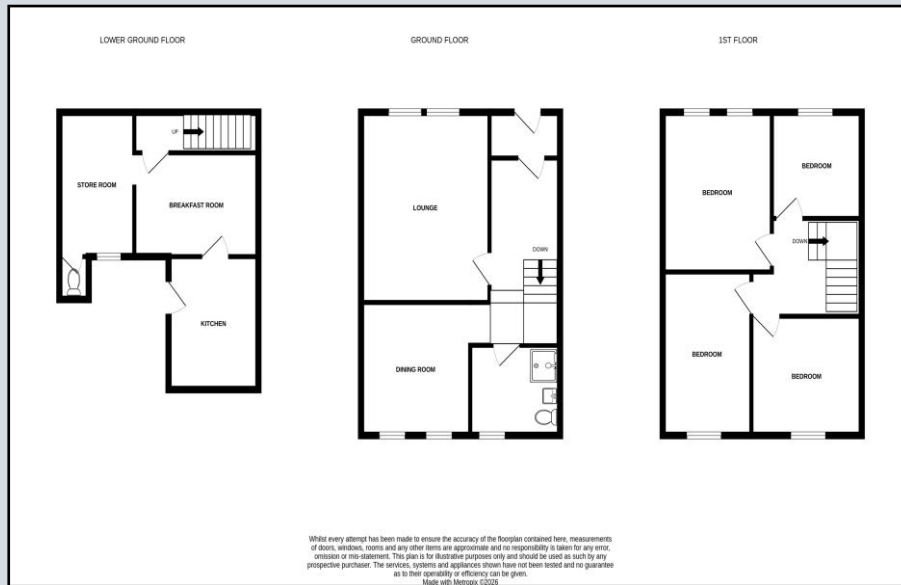 LOWER GROUND FLOOR
GROUND FLOOR
1ST FLOOR
UP
STORE ROOM
BREAKFAST ROOM
KITCHEN
LOUNGE
DOWN
DINING ROOM
BEDROOM
BEDROOM
DOWN
BEDROOM
BEDROOM
Whilst every attempt has been made to ensure the accuracy of the floorplan contained here, measurements
of doors, windows, rooms and any other items are approximate and no responsibility is taken for any error,
omission or mis-statement. This plan is for illustrative purposes only and should be used as such by any
prospective purchaser. The services, systems and appliances shown have not been tested and no guarantee
as to their operability or efficiency can be given.
Made with Metropix ©2026